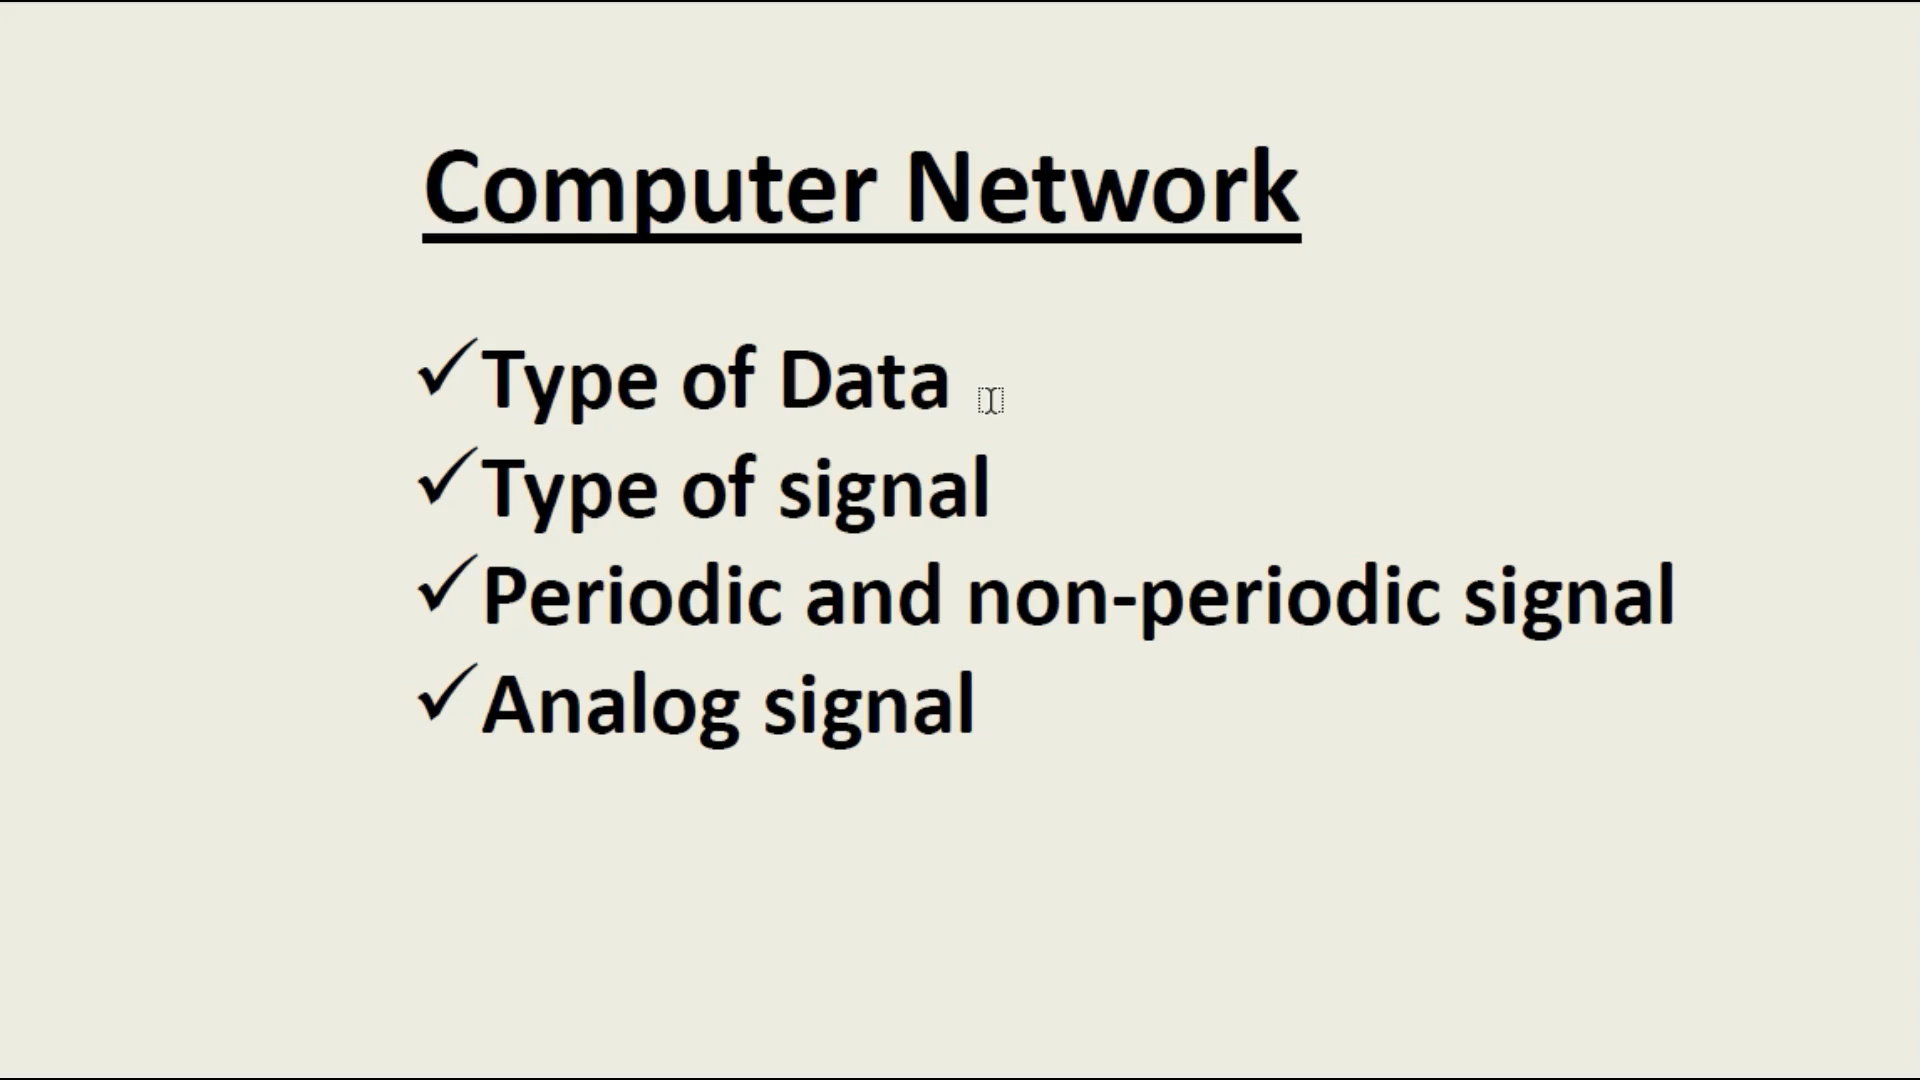 Computer Network
✓Type of Data
✓Type of signal
✓Periodic and non-periodic signal
✓Analog signal